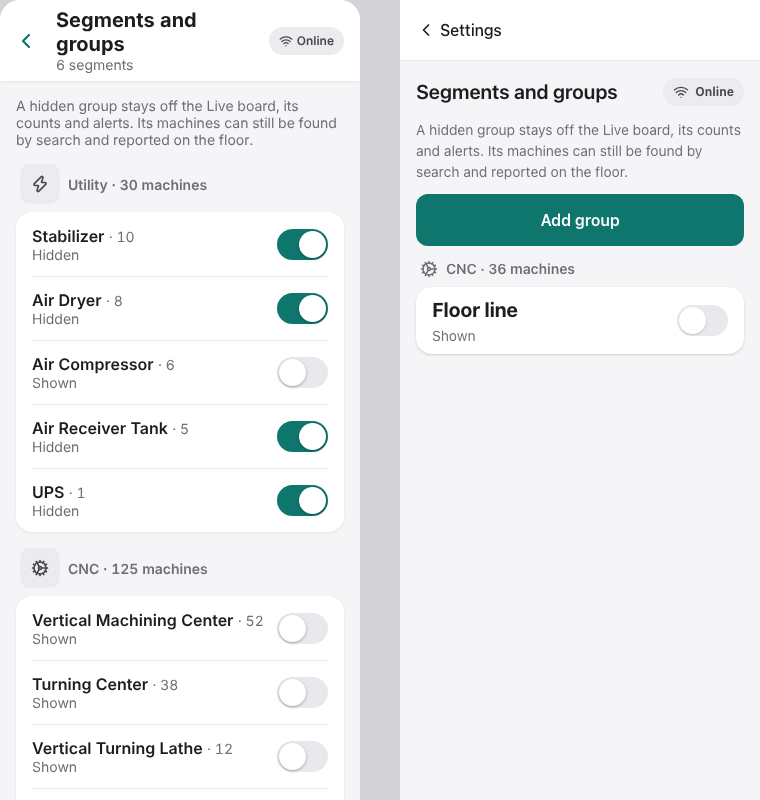 Segments and
groups
6 segments
Online
A hidden group stays off the Live board, its
counts and alerts. Its machines can still be found
by search and reported on the floor.
Utility · 30 machines
Stabilizer · 10
Hidden
Air Dryer · 8
Hidden
Air Compressor · 6
Shown
Air Receiver Tank · 5
Hidden
UPS · 1
Hidden
CNC · 125 machines
Vertical Machining Center · 52
Shown
Turning Center · 38
Shown
Vertical Turning Lathe · 12
Shown
Settings
Segments and groups
Online
A hidden group stays off the Live board, its counts
and alerts. Its machines can still be found by
search and reported on the floor.
Add group
CNC · 36 machines
Floor line
Shown